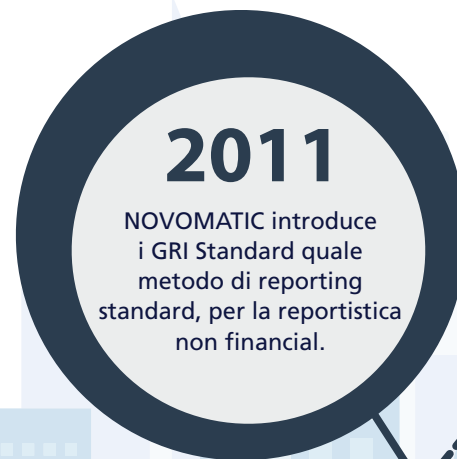 2011
NOVOMATIC introduce
i GRI Standard quale
metodo di reporting
standard, per la reportistica
non financial.